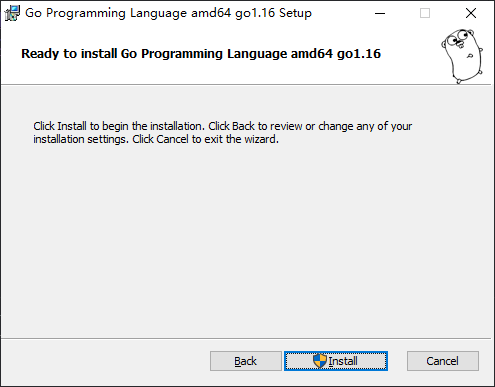 Go Programming Language amd64 go1.16 Setup
Ready to install Go Programming Language amd64 go1.16
Click Install to begin the installation. Click Back to review or change any of your
installation settings. Click Cancel to exit the wizard.
Back Install Cancel